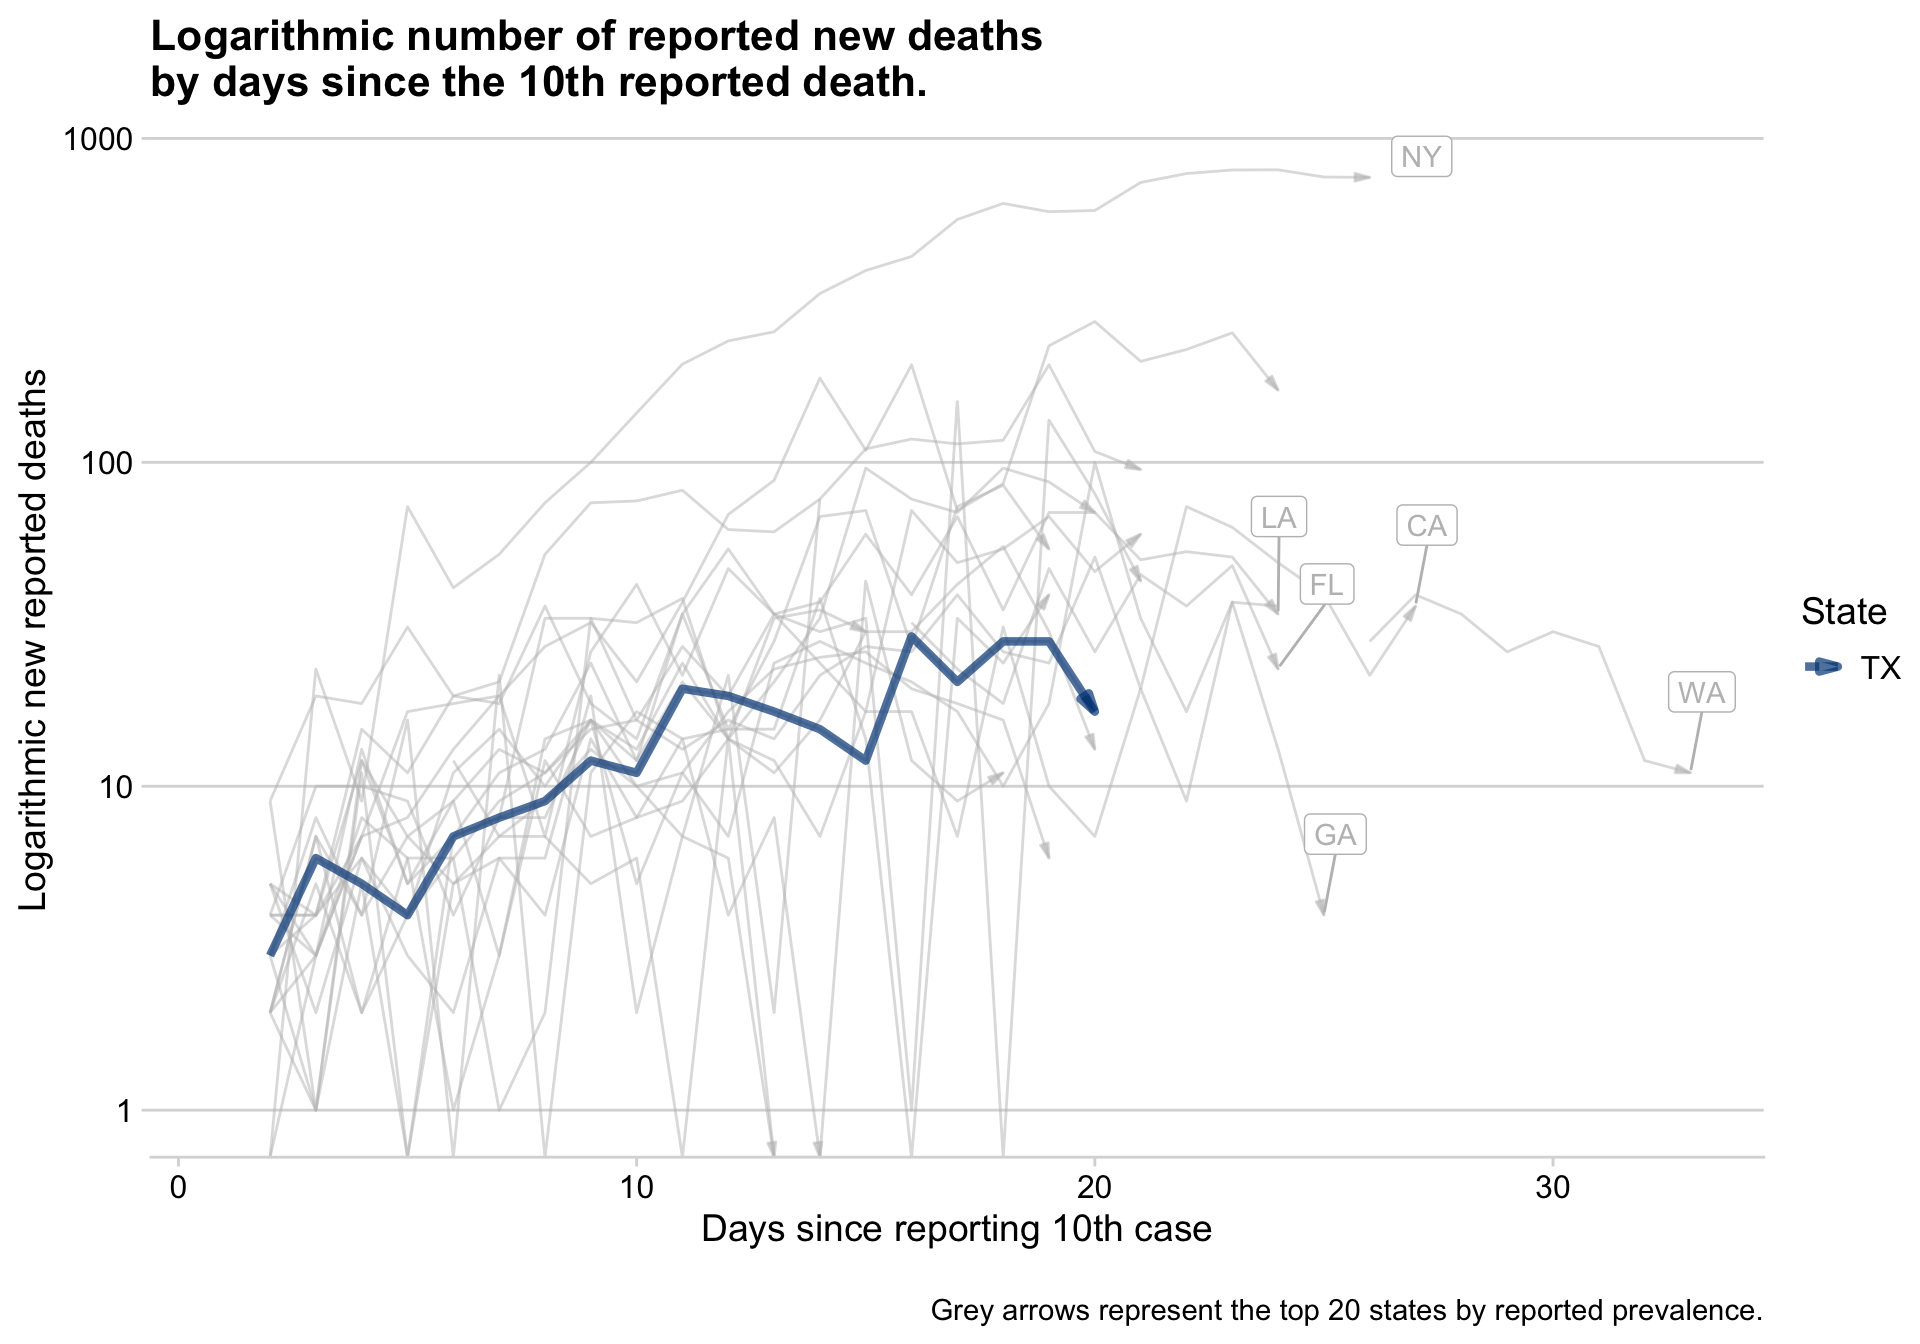 Logarithmic number of reported new deaths
by days since the 10th reported death.
Logarithmic new reported deaths
1000
100
10
1
NY
LA
CA
FL
WA
GA
State
TX
0 10 20 30
Days since reporting 10th case
Grey arrows represent the top 20 states by reported prevalence.